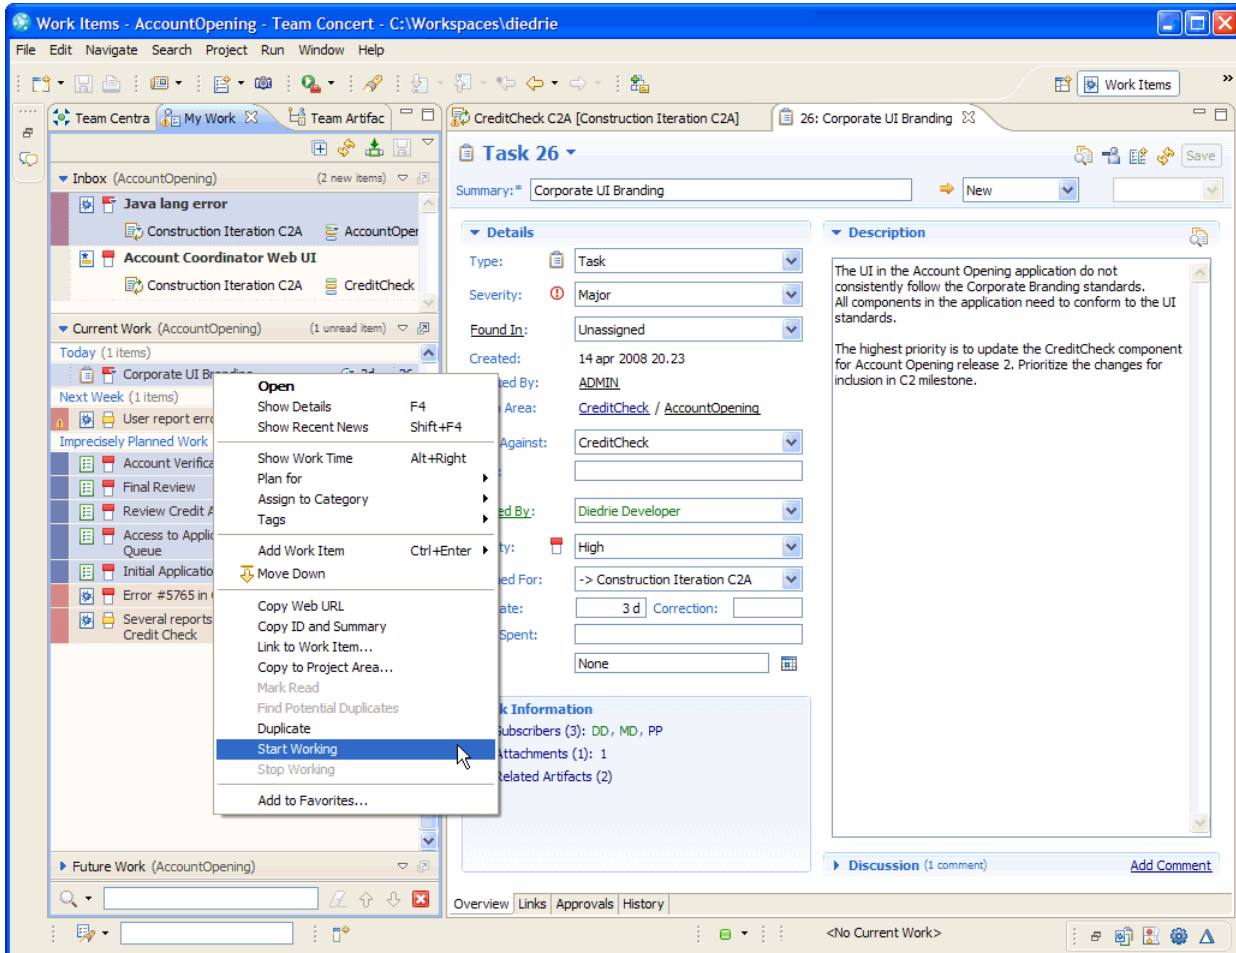 Work Items - AccountOpening - Team Concert - C:\Workspaces\diedrie
File Edit Navigate Search Project Run Window Help
Work Items
Team Centra My Work Team Artifac
CreditCheck C2A [Construction Iteration C2A] 26: Corporate UI Branding
Inbox (AccountOpening) (2 new items)
Java lang error
Construction Iteration C2A AccountOper
Account Coordinator Web UI
Construction Iteration C2A CreditCheck
Current Work (AccountOpening) (1 unread item)
Today (1 items)
Corporate UI
Next Week (1 items)
User report erro
Imprecisely Planned Work
Account Verifica
Final Review
Review Credit A
Access to Applic
Queue
Initial Applicatio
Error #5765 in
Several reports
Credit Check
Future Work (AccountOpening)
Open
Show Details F4
Show Recent News Shift+F4
Show Work Time Alt+Right
Plan for
Assign to Category
Tags
Add Work Item Ctrl+Enter
Move Down
Copy Web URL
Copy ID and Summary
Link to Work Item...
Copy to Project Area...
Mark Read
Find Potential Duplicates
Duplicate
Start Working
Stop Working
Add to Favorites...
Task 26
Save
Summary:* Corporate UI Branding New
Details
Type: Task
Severity: Major
Found In: Unassigned
Created: 14 apr 2008 20.23
ed By: ADMIN
Area: CreditCheck / AccountOpening
Against: CreditCheck
ed By: Diedrie Developer
ty: High
ed For: -> Construction Iteration C2A
ate: 3 d Correction:
Spent:
None
k Information
Subscribers (3): DD, MD, PP
Attachments (1): 1
Related Artifacts (2)
Description
The UI in the Account Opening application do not
consistently follow the Corporate Branding standards.
All components in the application need to conform to the UI
standards.
The highest priority is to update the CreditCheck component
for Account Opening release 2. Prioritize the changes for
inclusion in C2 milestone.
Discussion (1 comment) Add Comment
Overview Links Approvals History
<No Current Work>